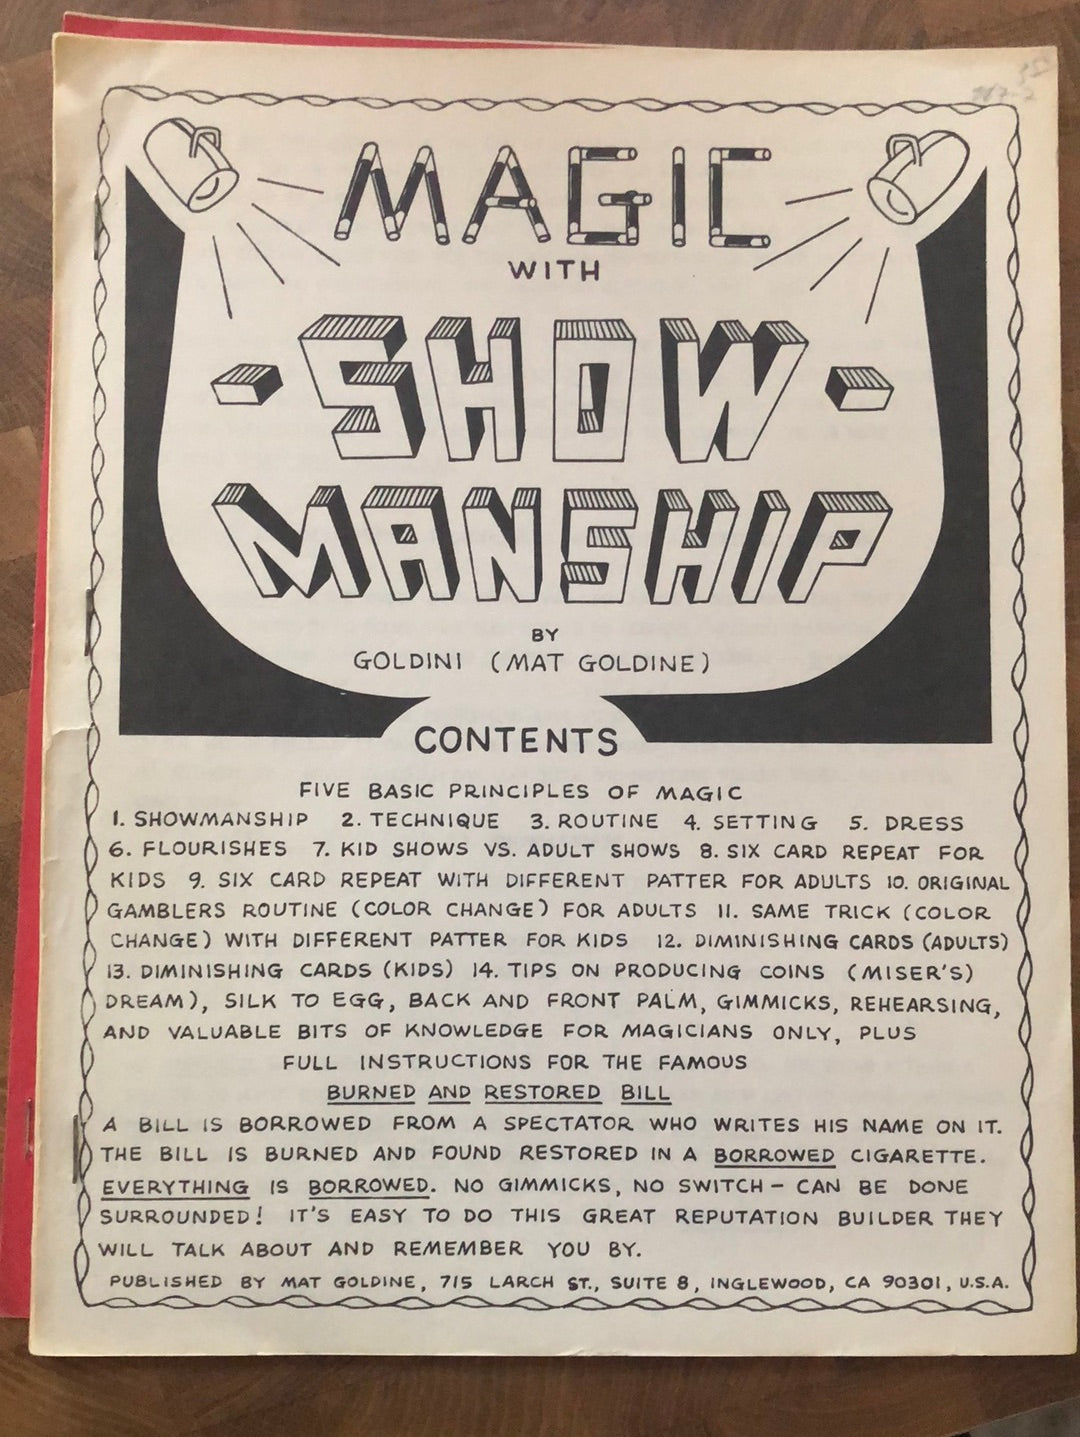 MAGIC
WITH
SHOW
MANSHIP
BY
GOLDINI (MAT GOLDINE)
CONTENTS
FIVE BASIC PRINCIPLES OF MAGIC
1. SHOWMANSHIP 2. TECHNIQUE 3. ROUTINE 4. SETTING 5. DRESS
6. FLOURISHES 7. KID SHOWS VS. ADULT SHOWS 8. SIX CARD REPEAT FOR
KIDS 9. SIX CARD REPEAT WITH DIFFERENT PATTER FOR ADULTS 10. ORIGINAL
GAMBLERS ROUTINE (COLOR CHANGE) FOR ADULTS 11. SAME TRICK (COLOR
CHANGE) WITH DIFFERENT PATTER FOR KIDS 12. DIMINISHING CARDS (ADULTS)
13. DIMINISHING CARDS (KIDS) 14. TIPS ON PRODUCING COINS (MISER'S)
DREAM), SILK TO EGG, BACK AND FRONT PALM, GIMMICKS, REHEARSING,
AND VALUABLE BITS OF KNOWLEDGE FOR MAGICIANS ONLY, PLUS
FULL INSTRUCTIONS FOR THE FAMOUS
BURNED AND RESTORED BILL
A BILL IS BORROWED FROM A SPECTATOR WHO WRITES HIS NAME ON IT.
THE BILL IS BURNED AND FOUND RESTORED IN A BORROWED CIGARETTE.
EVERYTHING IS BORROWED. NO GIMMICKS, NO SWITCH - CAN BE DONE
SURROUNDED! IT'S EASY TO DO THIS GREAT REPUTATION BUILDER THEY
WILL TALK ABOUT AND REMEMBER YOU BY.
PUBLISHED BY MAT GOLDINE, 715 LARCH ST., SUITE 8, INGLEWOOD, CA 90301, U.S.A.